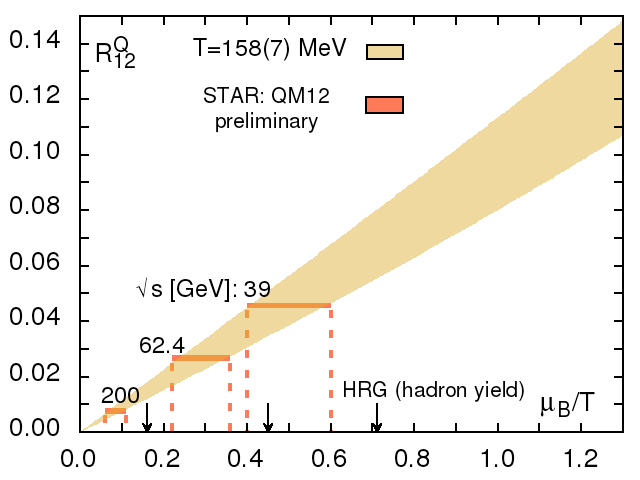 0.14
0.12
0.10
0.08
0.06
0.04
0.02
0.00
R₁₂^Q
T=158(7) MeV
STAR: QM12
preliminary
√s [GeV]: 39
62.4
200
HRG (hadron yield)
μ_B/T
0.0 0.2 0.4 0.6 0.8 1.0 1.2